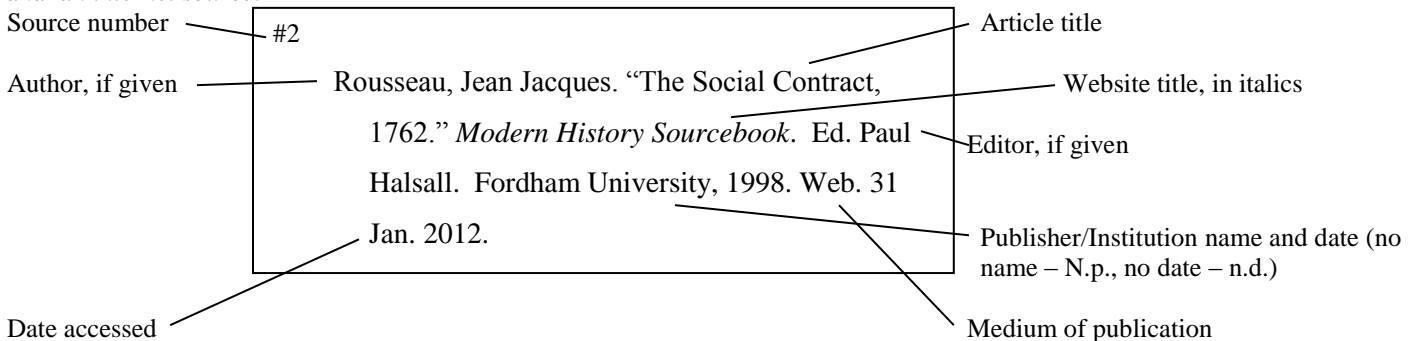 Source number
#2
Article title
Author, if given
Rousseau, Jean Jacques. “The Social Contract,
Website title, in italics
1762.” Modern History Sourcebook. Ed. Paul
Editor, if given
Halsall. Fordham University, 1998. Web. 31
Jan. 2012.
Publisher/Institution name and date (no
name – N.p., no date – n.d.)
Date accessed
Medium of publication